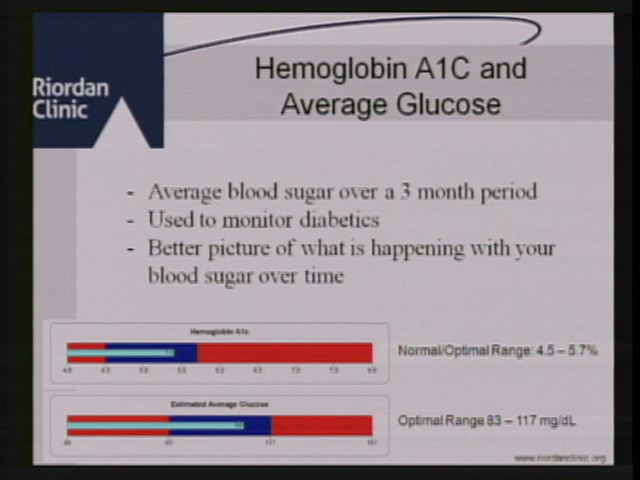 Riordan
Clinic
Hemoglobin A1C and
Average Glucose
- Average blood sugar over a 3 month period
- Used to monitor diabetics
- Better picture of what is happening with your
blood sugar over time
Hemoglobin A1c
Normal/Optimal Range: 4.5 – 5.7%
Estimated Average Glucose
Optimal Range 83 – 117 mg/dL
www.riordanclinic.org